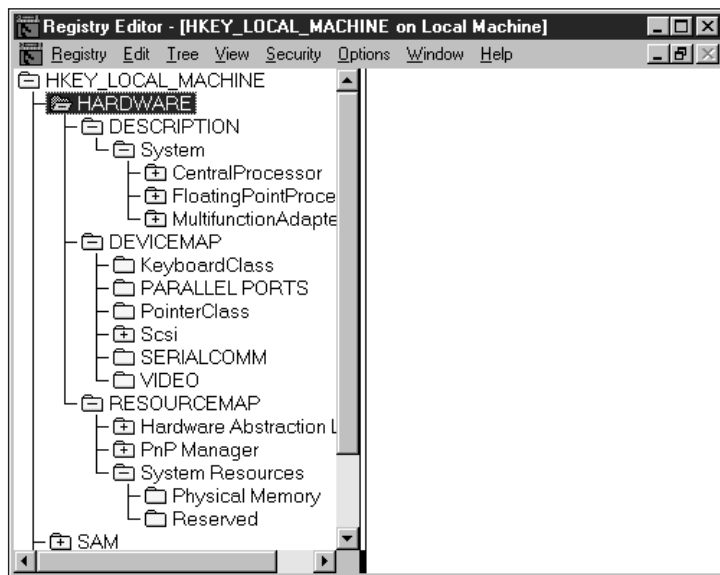 Registry Editor - [HKEY_LOCAL_MACHINE on Local Machine]
Registry Edit Tree View Security Options Window Help
HKEY_LOCAL_MACHINE
HARDWARE
DESCRIPTION
System
CentralProcessor
FloatingPointProce
MultifunctionAdapte
DEVICEMAP
KeyboardClass
PARALLEL PORTS
PointerClass
Scsi
SERIALCOMM
VIDEO
RESOURCEMAP
Hardware Abstraction L
PnP Manager
System Resources
Physical Memory
Reserved
SAM